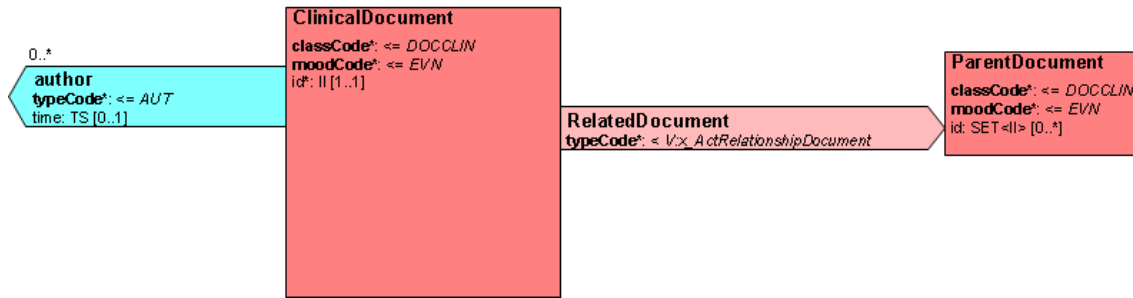 ClinicalDocument
classCode*: <= DOCCLIN
moodCode*: <= EVN
id*: II [1..1]
0..*
author
typeCode*: <= AUT
time: TS [0..1]
RelatedDocument
typeCode*: < V:x_ActRelationshipDocument
ParentDocument
classCode*: <= DOCCLIN
moodCode*: <= EVN
id: SET<II> [0..*]